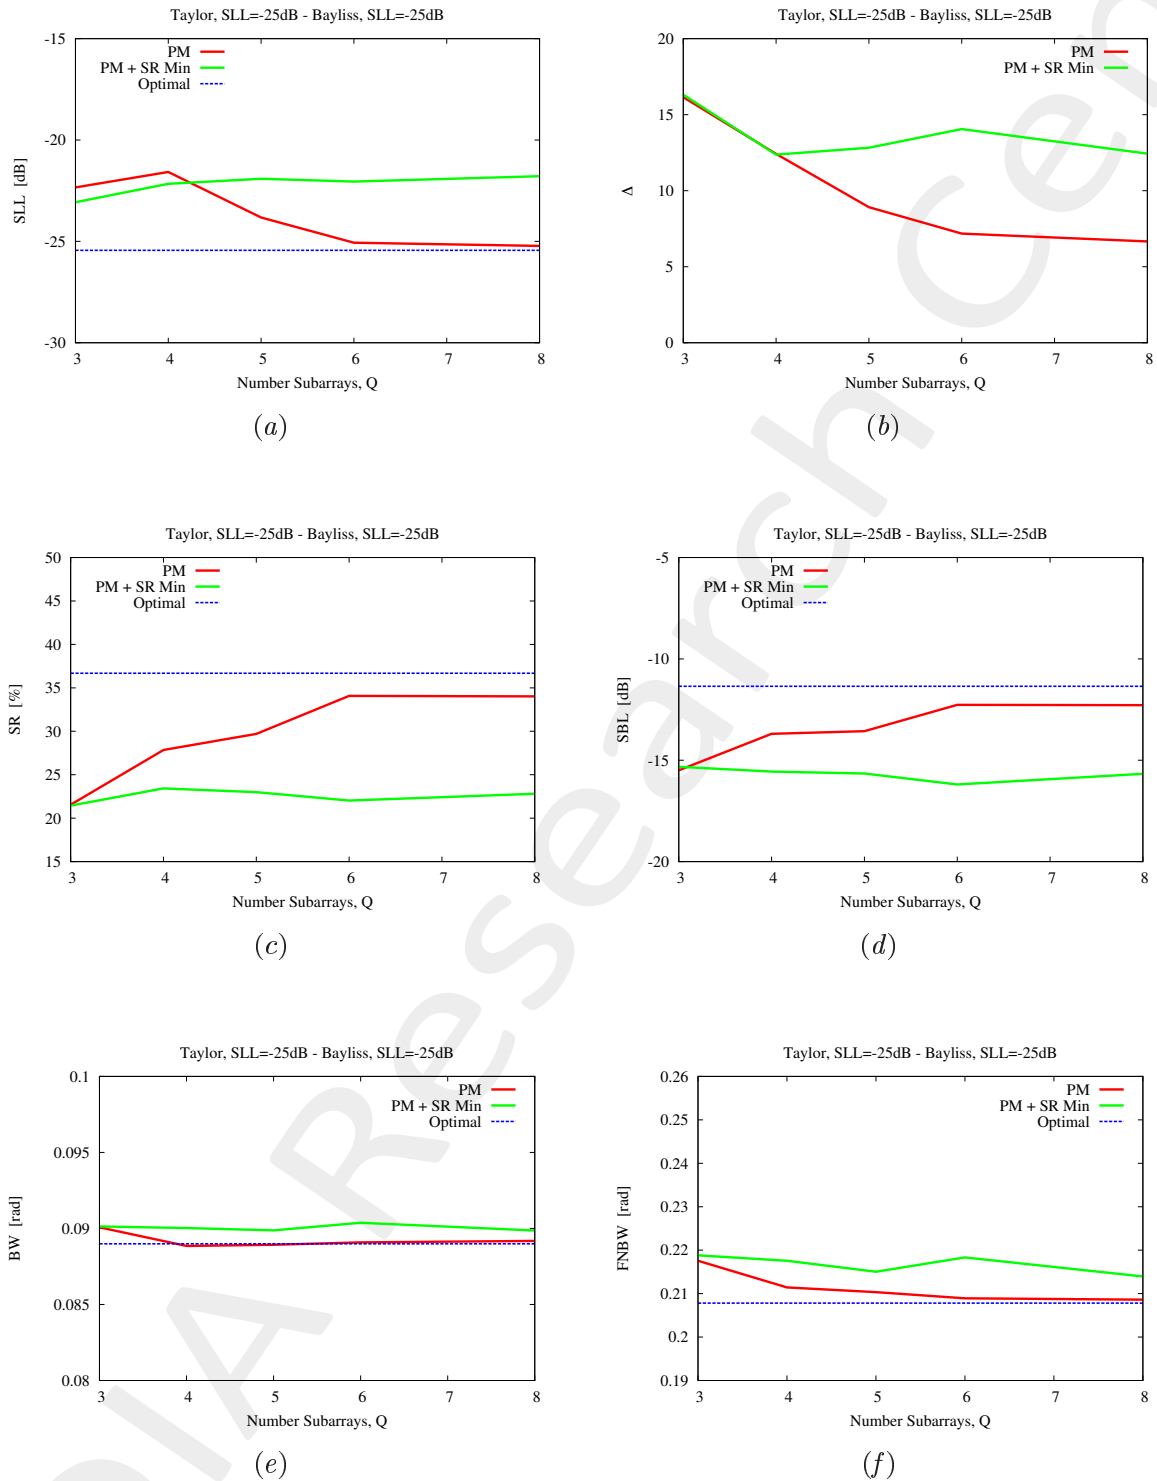 Taylor, SLL=-25dB - Bayliss, SLL=-25dB
-15
-20
-25
-30
SLL [dB]
PM
PM + SR Min
Optimal
3 4 5 6 7 8
Number Subarrays, Q
(a)
Taylor, SLL=-25dB - Bayliss, SLL=-25dB
20
15
10
5
0
Δ
PM
PM + SR Min
3 4 5 6 7 8
Number Subarrays, Q
(b)
Taylor, SLL=-25dB - Bayliss, SLL=-25dB
50
45
40
35
30
25
20
15
SR [%]
PM
PM + SR Min
Optimal
3 4 5 6 7 8
Number Subarrays, Q
(c)
Taylor, SLL=-25dB - Bayliss, SLL=-25dB
-5
-10
-15
-20
SBL [dB]
PM
PM + SR Min
Optimal
3 4 5 6 7 8
Number Subarrays, Q
(d)
Taylor, SLL=-25dB - Bayliss, SLL=-25dB
0.1
0.095
0.09
0.085
0.08
BW [rad]
PM
PM + SR Min
Optimal
3 4 5 6 7 8
Number Subarrays, Q
(e)
Taylor, SLL=-25dB - Bayliss, SLL=-25dB
0.26
0.25
0.24
0.23
0.22
0.21
0.2
0.19
FNBW [rad]
PM
PM + SR Min
Optimal
3 4 5 6 7 8
Number Subarrays, Q
(f)
DIA Research Cen